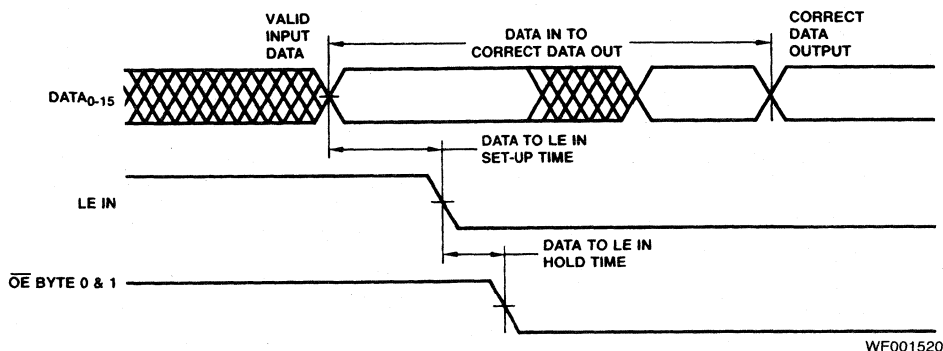 VALID
INPUT
DATA
DATA IN TO
CORRECT DATA OUT
CORRECT
DATA
OUTPUT
DATA0-15
DATA TO LE IN
SET-UP TIME
LE IN
DATA TO LE IN
HOLD TIME
OE BYTE 0 & 1
WF001520